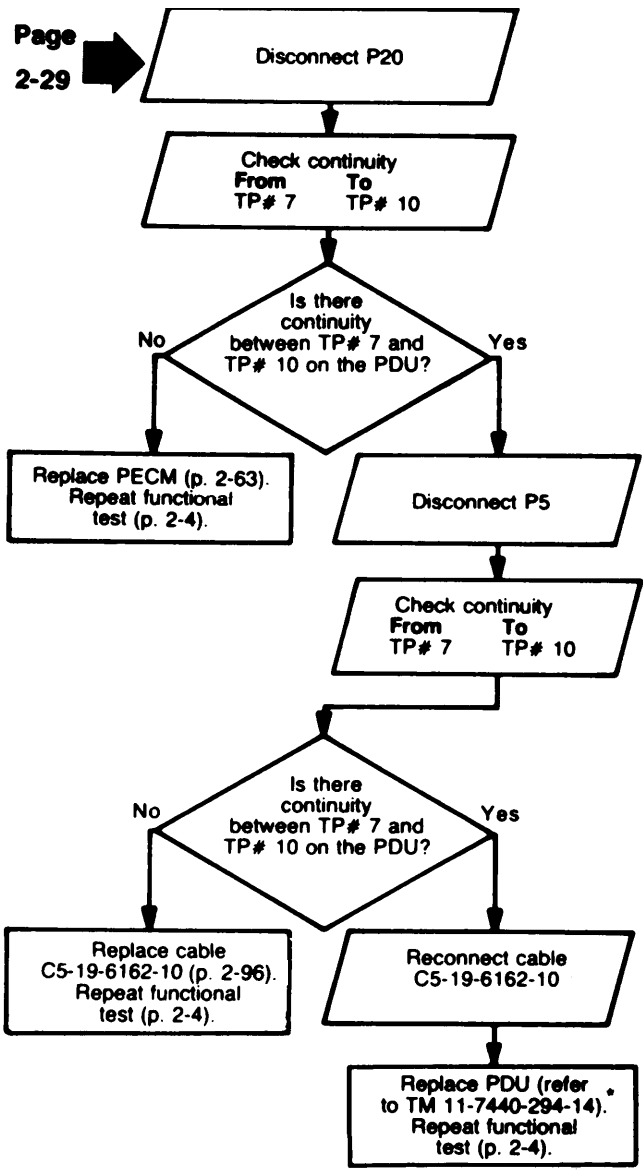 Page
2-29
Disconnect P20
Check continuity
From To
TP# 7 TP# 10
Is there
continuity
between TP# 7 and
TP# 10 on the PDU?
No
Yes
Replace PECM (p. 2-63).
Repeat functional
test (p. 2-4).
Disconnect P5
Check continuity
From To
TP# 7 TP# 10
Is there
continuity
between TP# 7 and
TP# 10 on the PDU?
No
Yes
Replace cable
C5-19-6162-10 (p. 2-96).
Repeat functional
test (p. 2-4).
Reconnect cable
C5-19-6162-10
Replace PDU (refer
to TM 11-7440-294-14).*
Repeat functional
test (p. 2-4).